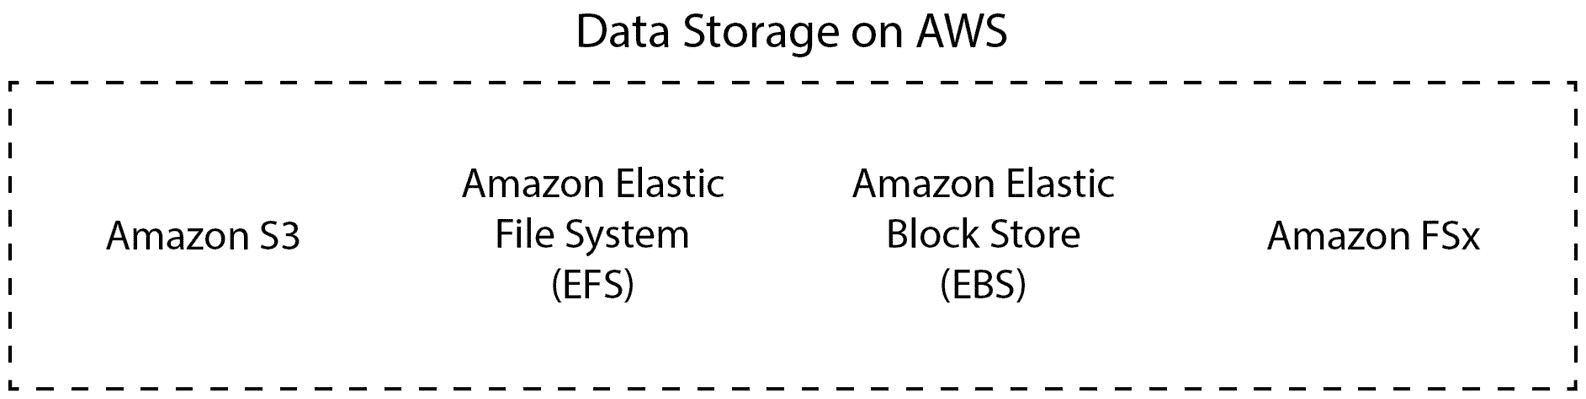 Data Storage on AWS
Amazon S3
Amazon Elastic
File System
(EFS)
Amazon Elastic
Block Store
(EBS)
Amazon FSx